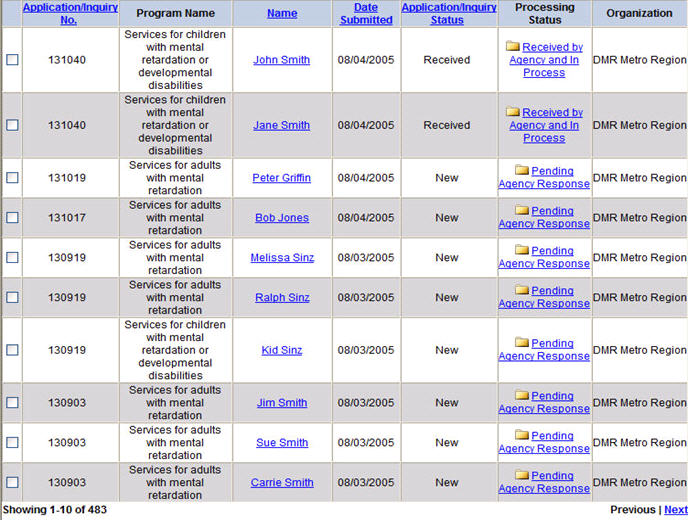 Application/Inquiry No. Program Name Name Date Submitted Application/Inquiry Status Processing Status Organization
131040 Services for children with mental retardation or developmental disabilities John Smith 08/04/2005 Received Received by Agency and In Process DMR Metro Region
131040 Services for children with mental retardation or developmental disabilities Jane Smith 08/04/2005 Received Received by Agency and In Process DMR Metro Region
131019 Services for adults with mental retardation Peter Griffin 08/04/2005 New Pending Agency Response DMR Metro Region
131017 Services for adults with mental retardation Bob Jones 08/04/2005 New Pending Agency Response DMR Metro Region
130919 Services for adults with mental retardation Melissa Sinz 08/03/2005 New Pending Agency Response DMR Metro Region
130919 Services for adults with mental retardation Ralph Sinz 08/03/2005 New Pending Agency Response DMR Metro Region
130919 Services for children with mental retardation or developmental disabilities Kid Sinz 08/03/2005 New Pending Agency Response DMR Metro Region
130903 Services for adults with mental retardation Jim Smith 08/03/2005 New Pending Agency Response DMR Metro Region
130903 Services for adults with mental retardation Sue Smith 08/03/2005 New Pending Agency Response DMR Metro Region
130903 Services for adults with mental retardation Carrie Smith 08/03/2005 New Pending Agency Response DMR Metro Region
Showing 1-10 of 483 Previous | Next